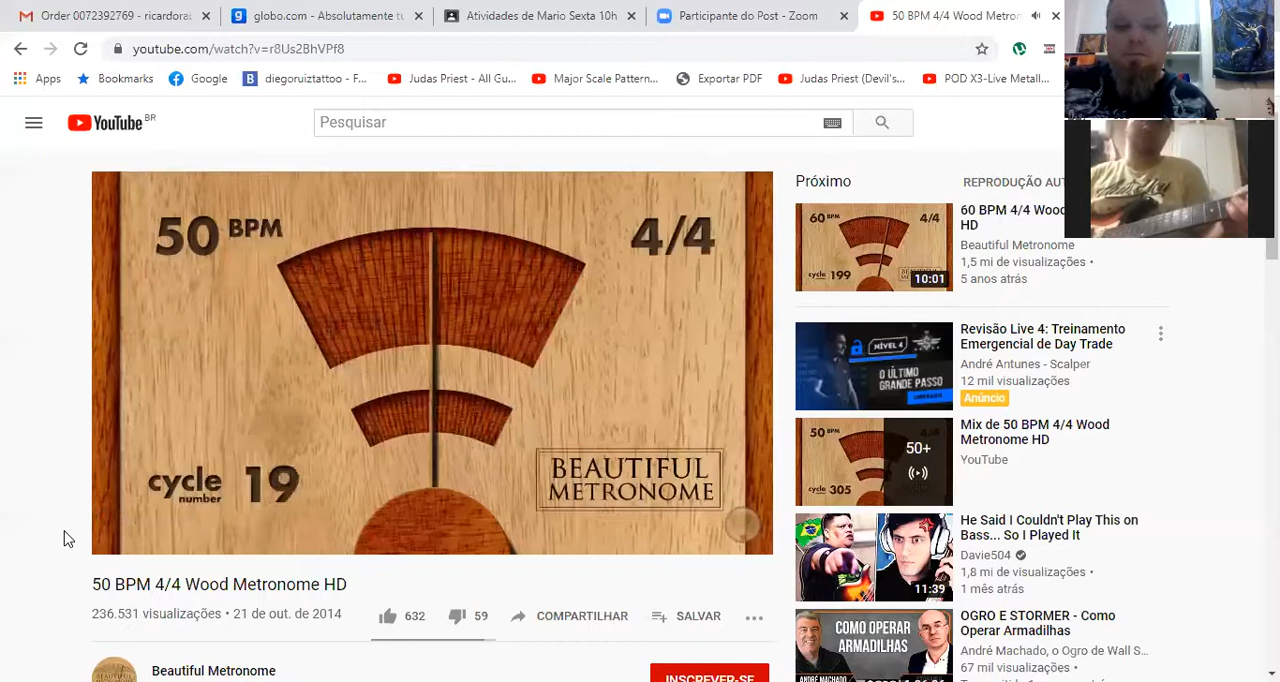 Order 0072392769 - ricardorai
globo.com - Absolutamente tu
Atividades de Mario Sexta 10h
Participante do Post - Zoom
50 BPM 4/4 Wood Metron
youtube.com/watch?v=r8Us2BhVPf8
Apps
Bookmarks
Google
diegoruiztattoo - F...
Judas Priest - All Gu...
Major Scale Pattern...
Exportar PDF
Judas Priest (Devil's...
POD X3-Live Metall...
YouTube BR
Pesquisar
50 BPM
4/4
cycle number 19
BEAUTIFUL
METRONOME
50 BPM 4/4 Wood Metronome HD
236.531 visualizações • 21 de out. de 2014
632
59
COMPARTILHAR
SALVAR
Beautiful Metronome
INSCREVER-SE
Próximo
REPRODUÇÃO AUT
60 BPM
4/4
cycle 199
10:01
60 BPM 4/4 Wood
HD
Beautiful Metronome
1,5 mi de visualizações •
5 anos atrás
NÍVEL 4
O ÚLTIMO
GRANDE PASSO
Revisão Live 4: Treinamento
Emergencial de Day Trade
André Antunes - Scalper
12 mil visualizações
Anúncio
50 BPM
4/4
cycle 305
50+
Mix de 50 BPM 4/4 Wood
Metronome HD
YouTube
11:39
He Said I Couldn't Play This on
Bass... So I Played It
Davie504
1,8 mi de visualizações •
1 mês atrás
COMO OPERAR
ARMADILHAS
OGRO E STORMER - Como
Operar Armadilhas
André Machado, o Ogro de Wall S...
67 mil visualizações •